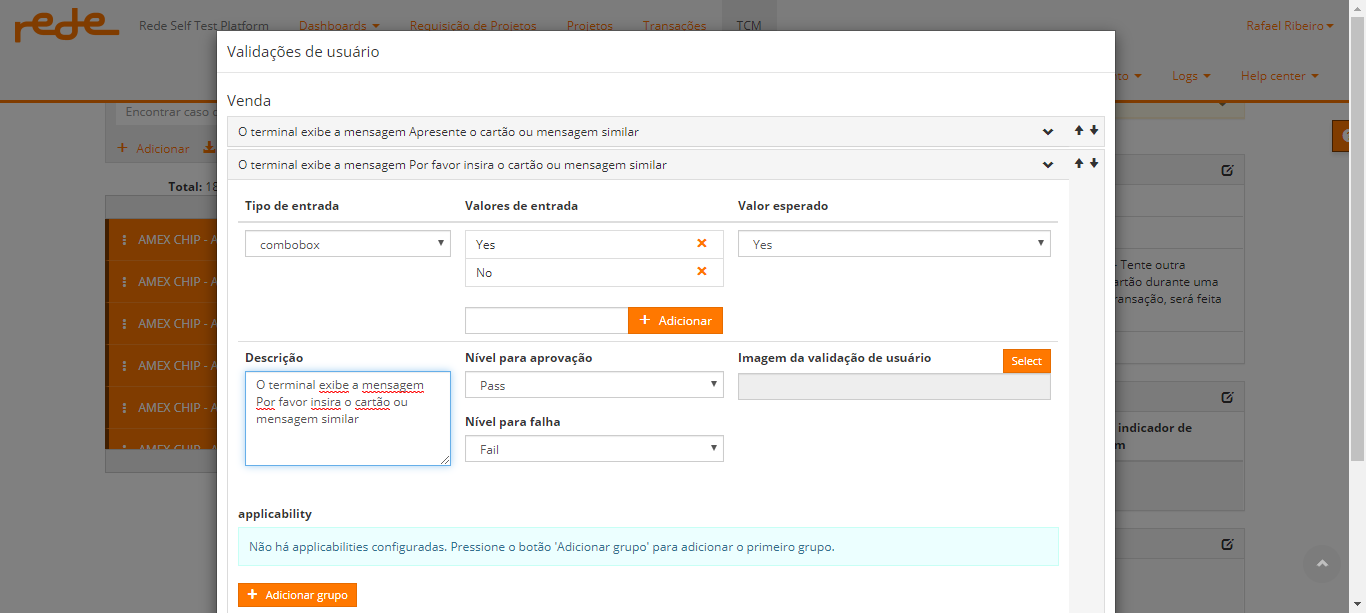 rede Rede Self Test Platform Dashboards Requisição de Projetos Projetos Transações TCM Rafael Ribeiro
Logs Help center
Validações de usuário
Venda
Encontrar caso
O terminal exibe a mensagem Apresente o cartão ou mensagem similar
+ Adicionar
O terminal exibe a mensagem Por favor insira o cartão ou mensagem similar
Total: 18
Tipo de entrada Valores de entrada Valor esperado
combobox Yes Yes
No
+ Adicionar
AMEX CHIP - A
AMEX CHIP - A
AMEX CHIP - A
AMEX CHIP - A
AMEX CHIP - A
AMEX CHIP - A
- Tente outra
durante uma
será feita
Descrição Nível para aprovação Imagem da validação de usuário Select
O terminal exibe a mensagem
Por favor insira o cartão ou
mensagem similar
Pass
Nível para falha
Fail
indicador de
applicability
Não há applicabilities configuradas. Pressione o botão 'Adicionar grupo' para adicionar o primeiro grupo.
+ Adicionar grupo